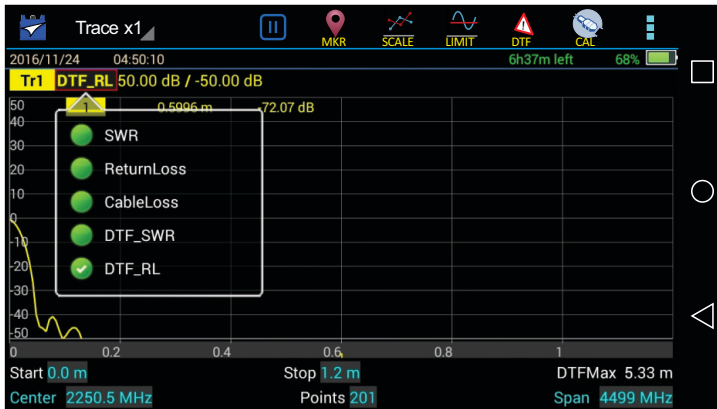 Trace x1
MKR SCALE LIMIT DTF CAL
2016/11/24 04:50:10 6h37m left 68%
Tr1 DTF_RL 50.00 dB / -50.00 dB
1 0.5996 m -72.07 dB
50
40
30
20
10
0
-10
-20
-30
-40
-50
SWR
ReturnLoss
CableLoss
DTF_SWR
DTF_RL
0 0.2 0.4 0.6 0.8 1
Start 0.0 m Stop 1.2 m DTFMax 5.33 m
Center 2250.5 MHz Points 201 Span 4499 MHz